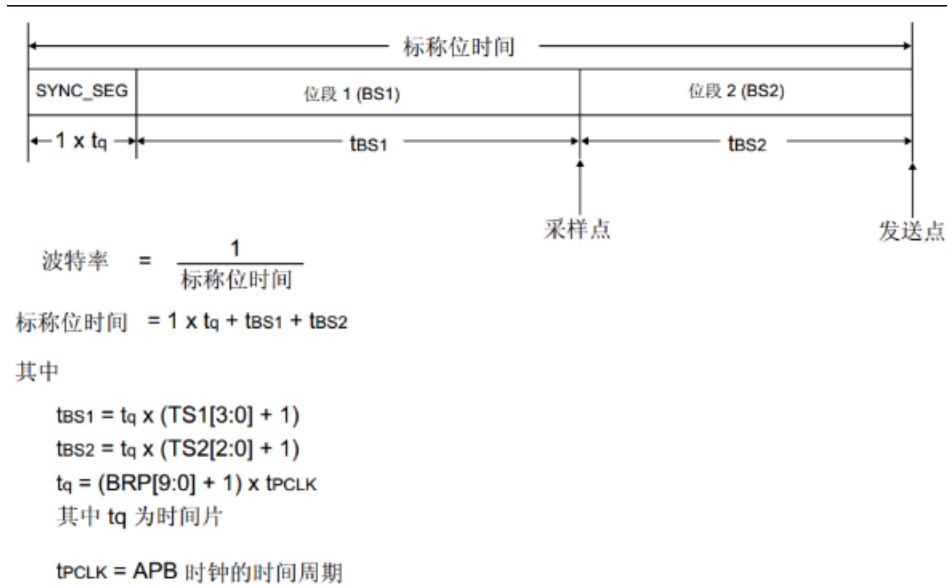 标称位时间
SYNC_SEG 位段 1 (BS1) 位段 2 (BS2)
1 x tq tBS1 tBS2
采样点 发送点
波特率 = 1 / 标称位时间
标称位时间 = 1 x tq + tBS1 + tBS2
其中
tBS1 = tq x (TS1[3:0] + 1)
tBS2 = tq x (TS2[2:0] + 1)
tq = (BRP[9:0] + 1) x tPCLK
其中 tq 为时间片
tPCLK = APB 时钟的时间周期